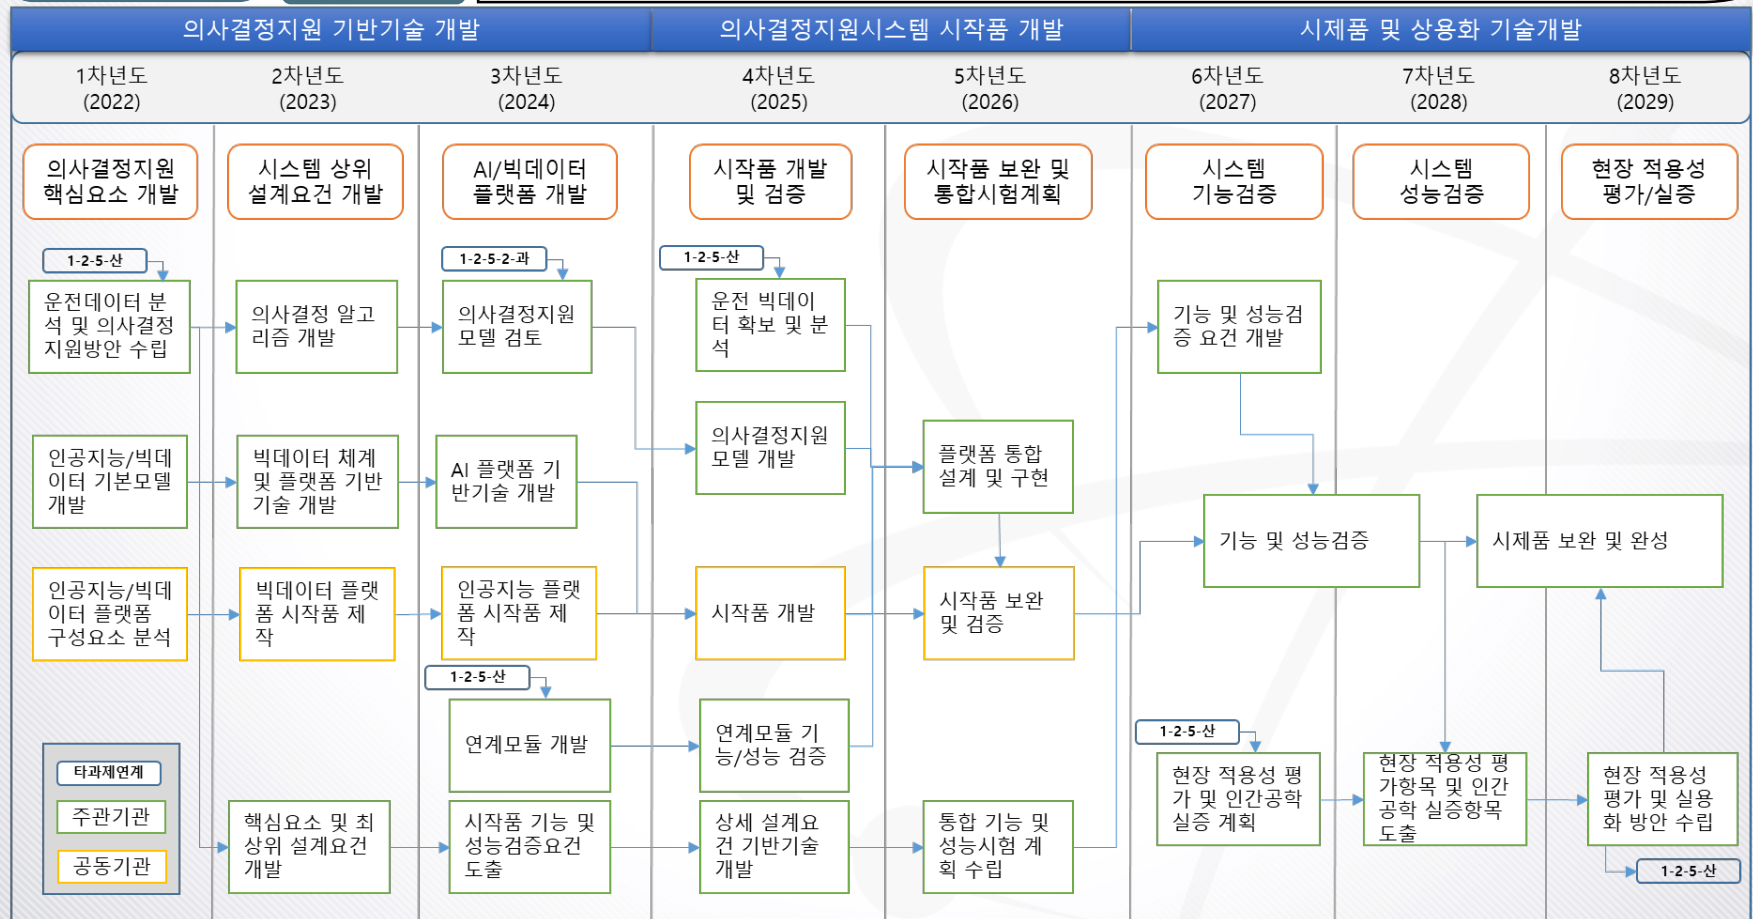 의사결정지원 기반기술 개발
의사결정지원시스템 시작품 개발
시제품 및 상용화 기술개발
1차년도
(2022)
2차년도
(2023)
3차년도
(2024)
4차년도
(2025)
5차년도
(2026)
6차년도
(2027)
7차년도
(2028)
8차년도
(2029)
의사결정지원
핵심요소 개발
시스템 상위
설계요건 개발
AI/빅데이터
플랫폼 개발
시작품 개발
및 검증
시작품 보완 및
통합시험계획
시스템
기능검증
시스템
성능검증
현장 적용성
평가/실증
1-2-5-산
1-2-5-2-과
1-2-5-산
운전데이터 분
석 및 의사결정
지원방안 수립
의사결정 알고
리즘 개발
의사결정지원
모델 검토
운전 빅데이
터 확보 및 분
석
기능 및 성능검
증 요건 개발
인공지능/빅데
이터 기본모델
개발
빅데이터 체계
및 플랫폼 기반
기술 개발
AI 플랫폼 기
반기술 개발
의사결정지원
모델 개발
플랫폼 통합
설계 및 구현
기능 및 성능검증
시제품 보완 및 완성
인공지능/빅데
이터 플랫폼
구성요소 분석
빅데이터 플랫
폼 시작품 제
작
인공지능 플랫
폼 시작품 제
작
시작품 개발
시작품 보완
및 검증
1-2-5-산
연계모듈 개발
연계모듈 기
능/성능 검증
1-2-5-산
현장 적용성 평
가 및 인간공학
실증 계획
현장 적용성 평
가항목 및 인간
공학 실증항목
도출
현장 적용성
평가 및 실용
화 방안 수립
타과제연계
주관기관
공동기관
핵심요소 및 최
상위 설계요건
개발
시작품 기능 및
성능검증요건
도출
상세 설계요
건 기반기술
개발
통합 기능 및
성능시험 계
획 수립
1-2-5-산